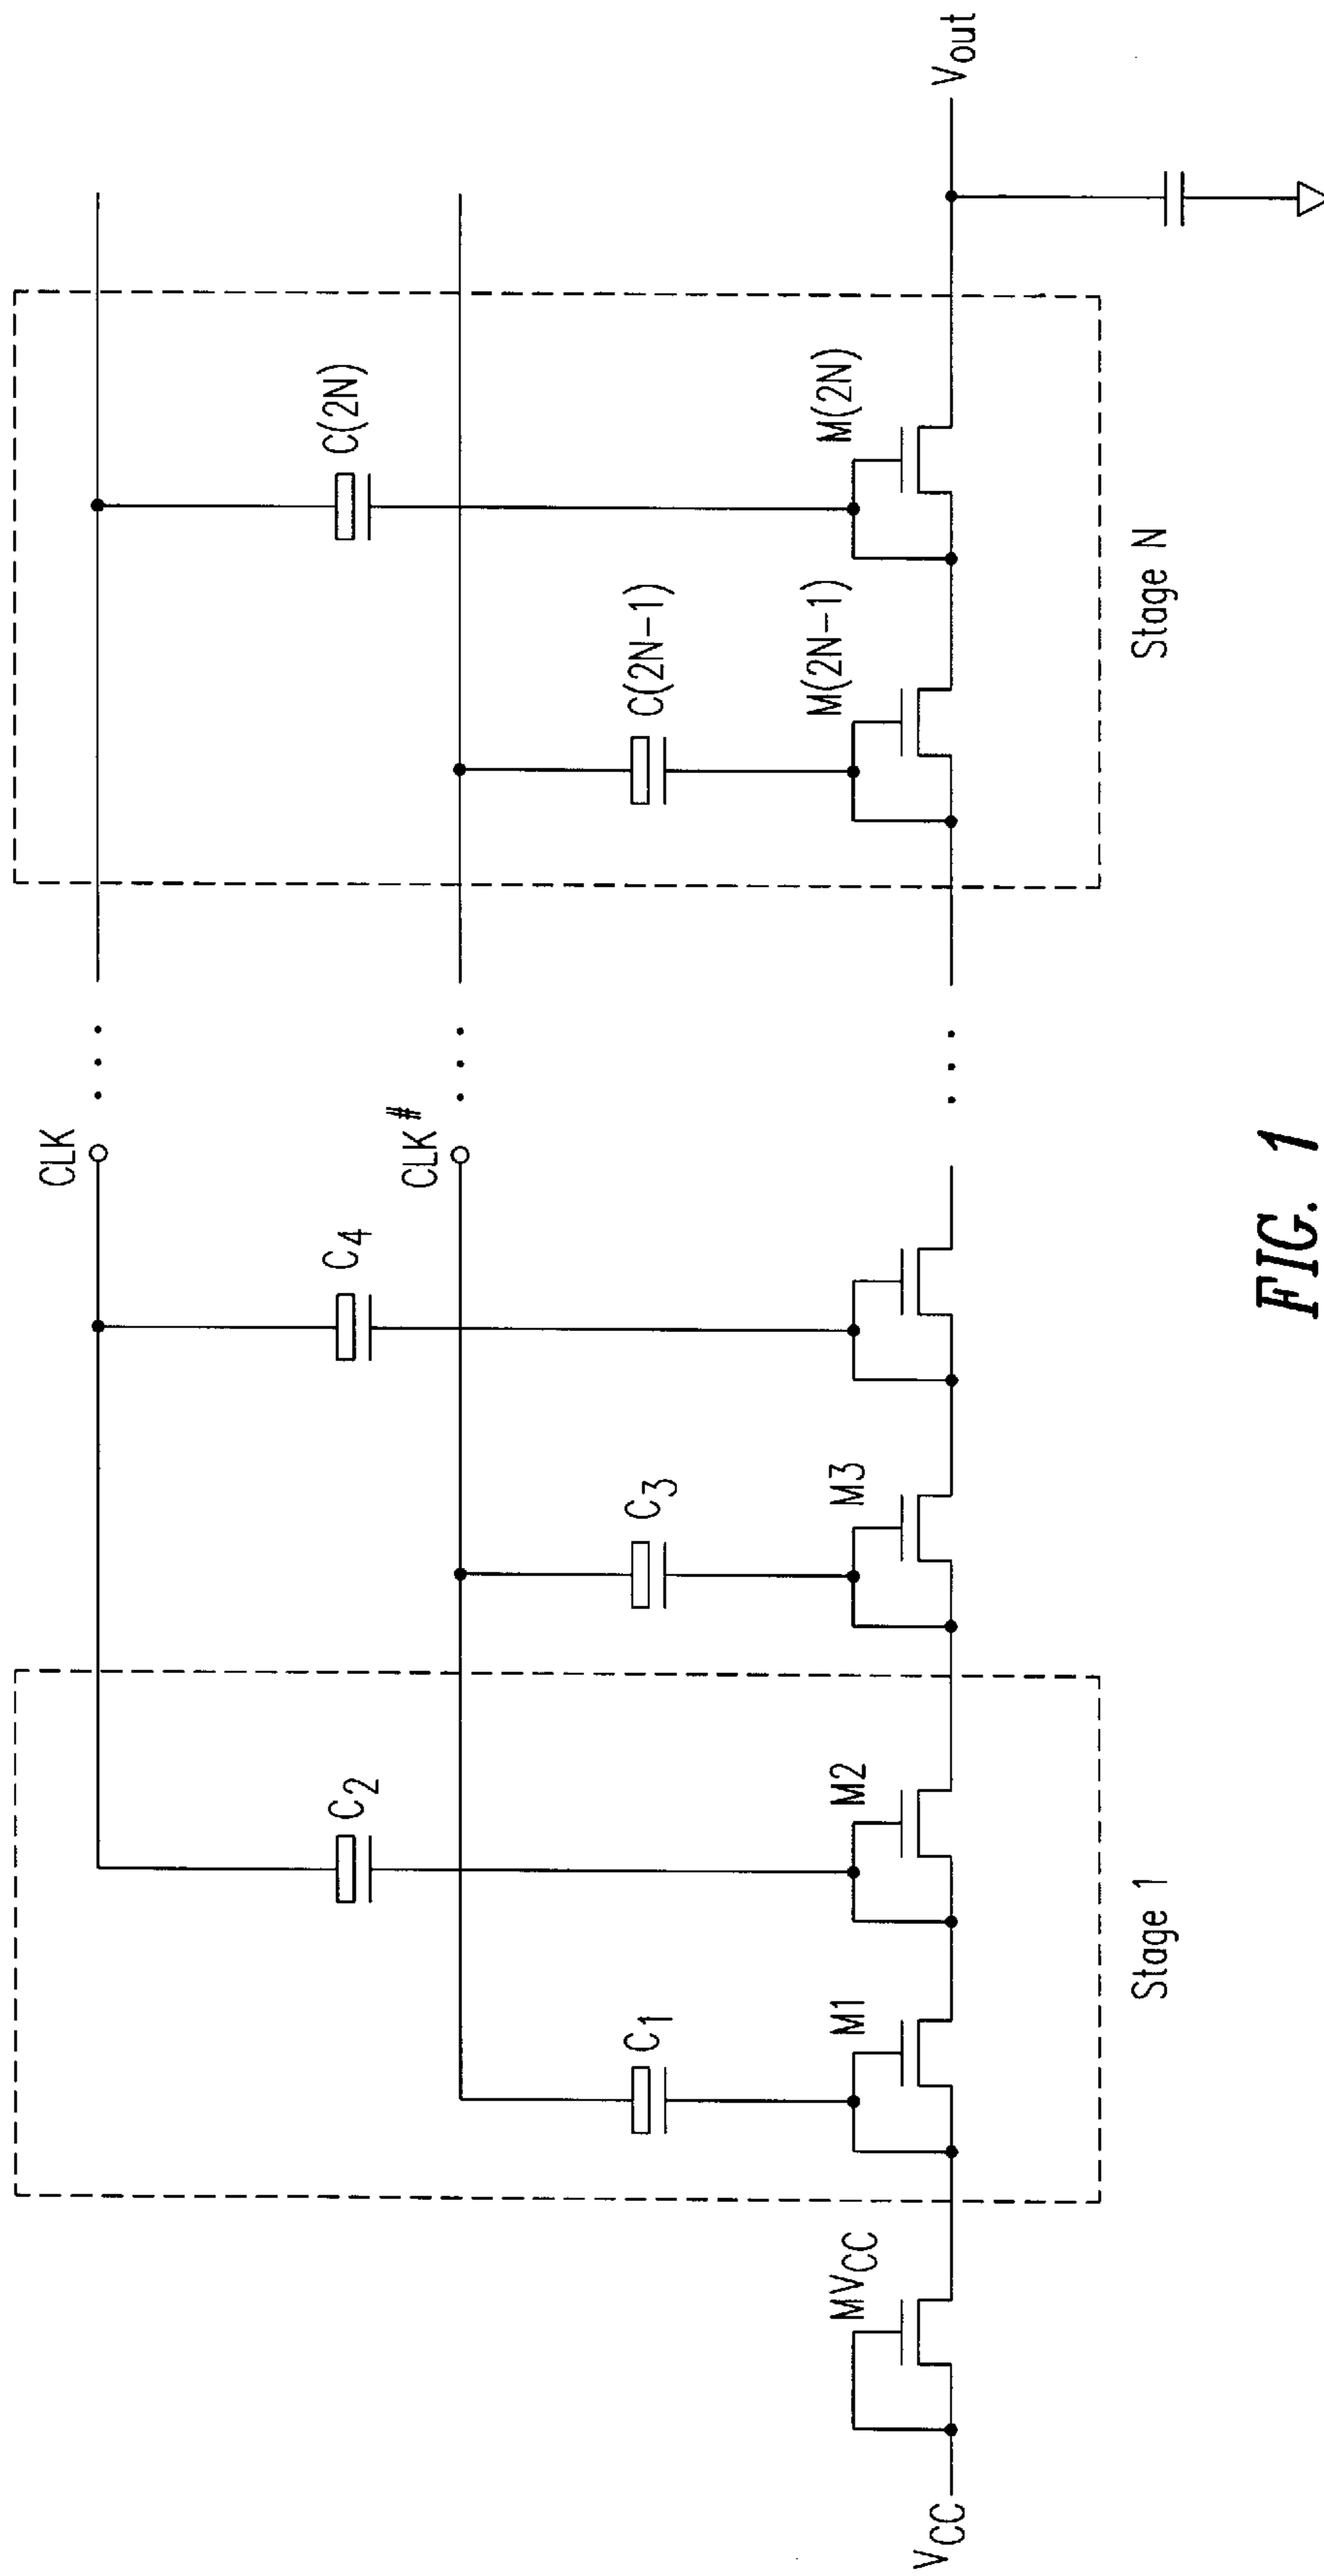 CLK
CLK#
C2
C4
C(2N)
C1
C3
C(2N-1)
VCC
MVCC
M1
M2
M3
M(2N-1)
M(2N)
Vout
Stage 1
Stage N
FIG. 1